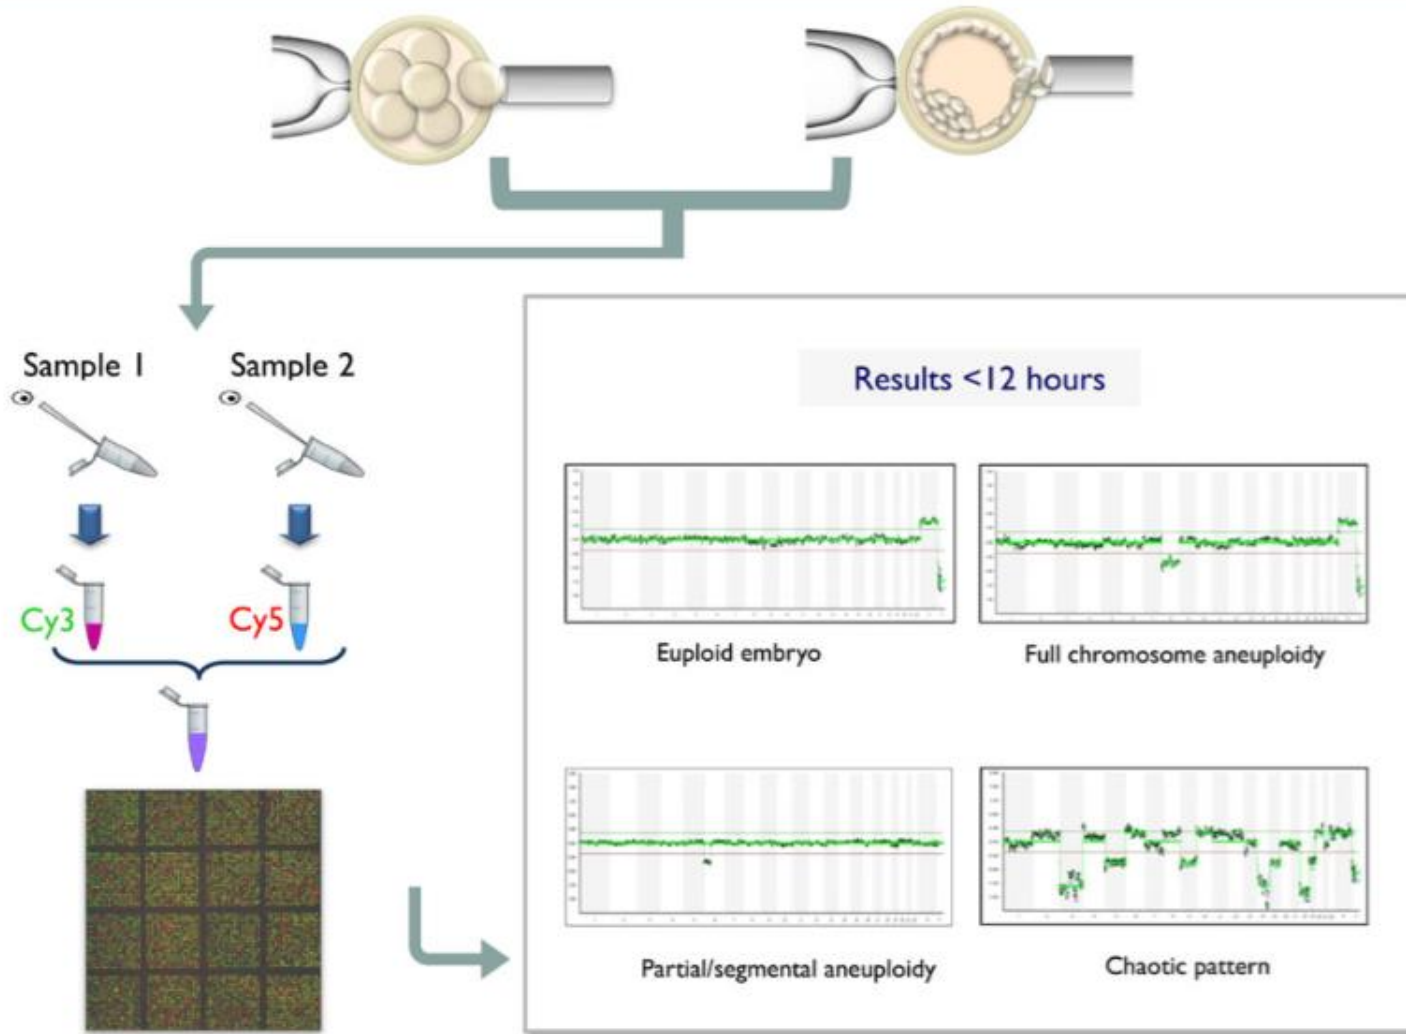 Sample 1
Sample 2
Cy3
Cy5
Results <12 hours
Euploid embryo
Full chromosome aneuploidy
Partial/segmental aneuploidy
Chaotic pattern